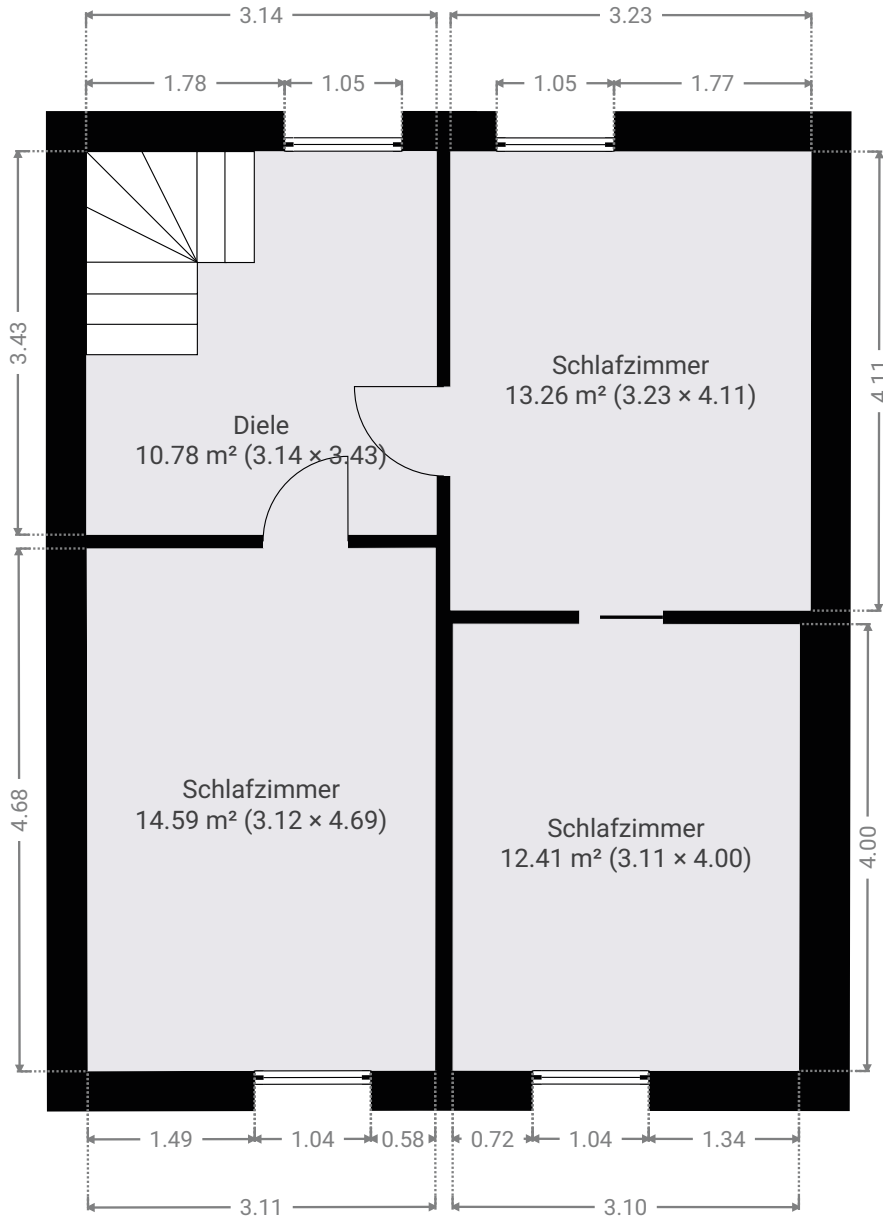 3.14
3.23
1.78
1.05
1.05
1.77
3.43
4.11
Schlafzimmer
13.26 m² (3.23 × 4.11)
Diele
10.78 m² (3.14 × 3.43)
4.68
Schlafzimmer
14.59 m² (3.12 × 4.69)
Schlafzimmer
12.41 m² (3.11 × 4.00)
4.00
1.49
1.04
0.58
0.72
1.04
1.34
3.11
3.10